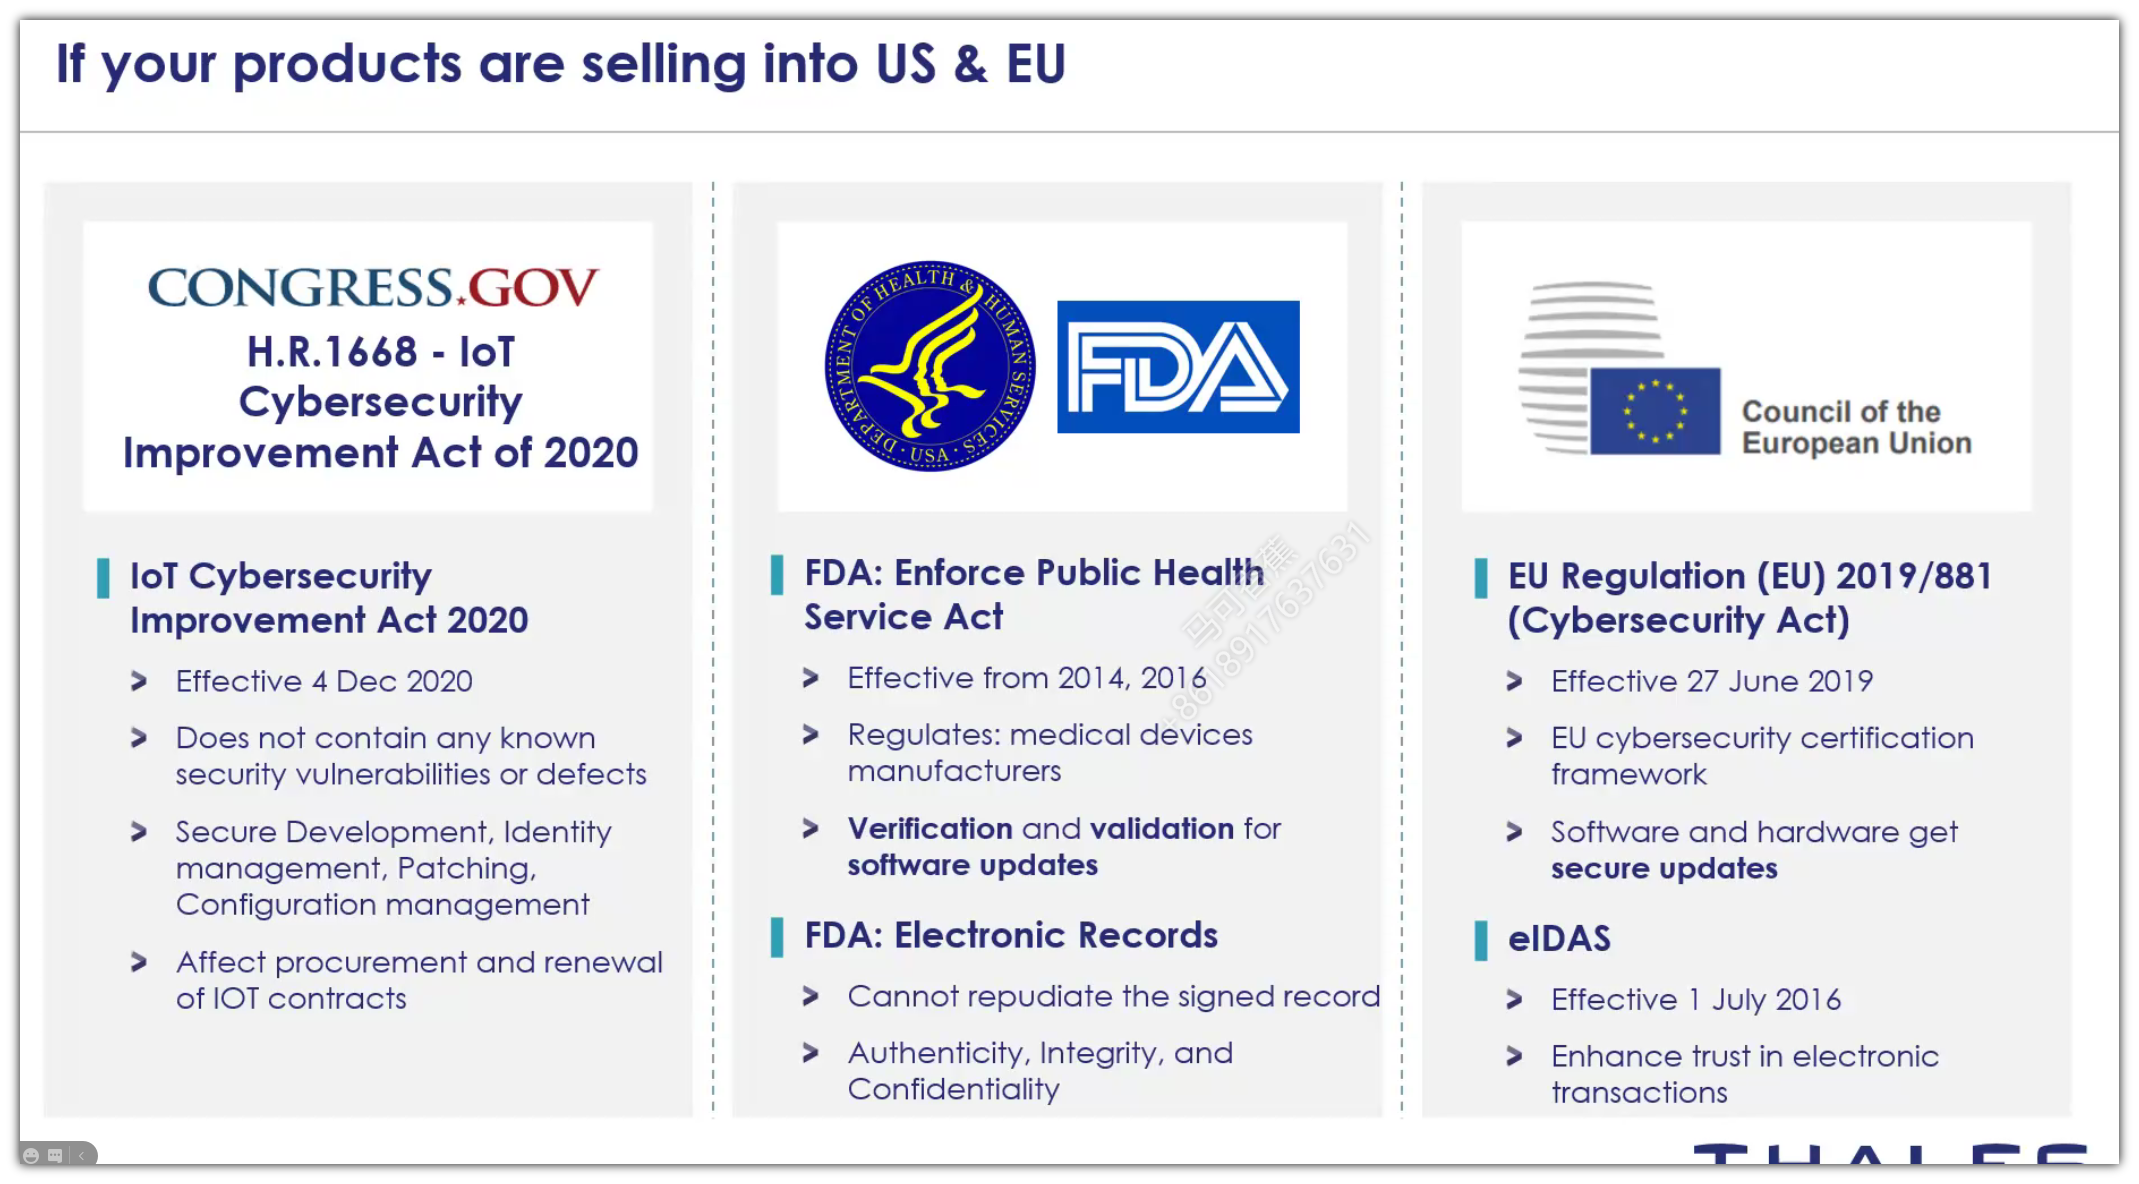 If your products are selling into US & EU
CONGRESS.GOV
H.R.1668 - IoT
Cybersecurity
Improvement Act of 2020
IoT Cybersecurity
Improvement Act 2020
> Effective 4 Dec 2020
> Does not contain any known
security vulnerabilities or defects
> Secure Development, Identity
management, Patching,
Configuration management
> Affect procurement and renewal
of IOT contracts
DEPARTMENT OF HEALTH & HUMAN SERVICES · USA ·
FDA
FDA: Enforce Public Health
Service Act
> Effective from 2014, 2016
> Regulates: medical devices
manufacturers
> Verification and validation for
software updates
FDA: Electronic Records
> Cannot repudiate the signed record
> Authenticity, Integrity, and
Confidentiality
Council of the
European Union
EU Regulation (EU) 2019/881
(Cybersecurity Act)
> Effective 27 June 2019
> EU cybersecurity certification
framework
> Software and hardware get
secure updates
eIDAS
> Effective 1 July 2016
> Enhance trust in electronic
transactions
马可香蕉
+8618917637631
THALES